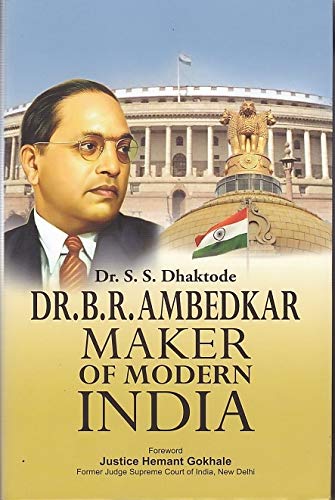 Dr. S. S. Dhaktode
DR.B.R.AMBEDKAR
MAKER
OF MODERN
INDIA
Foreword
Justice Hemant Gokhale
Former Judge Supreme Court of India, New Delhi